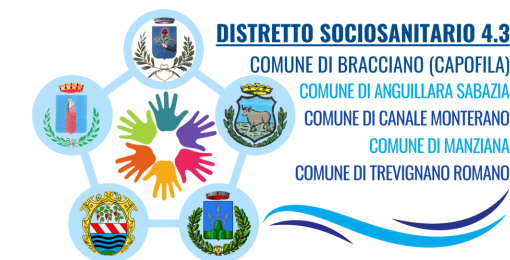 DISTRETTO SOCIOSANITARIO 4.3
COMUNE DI BRACCIANO (CAPOFILA)
COMUNE DI ANGUILLARA SABAZIA
COMUNE DI CANALE MONTERANO
COMUNE DI MANZIANA
COMUNE DI TREVIGNANO ROMANO